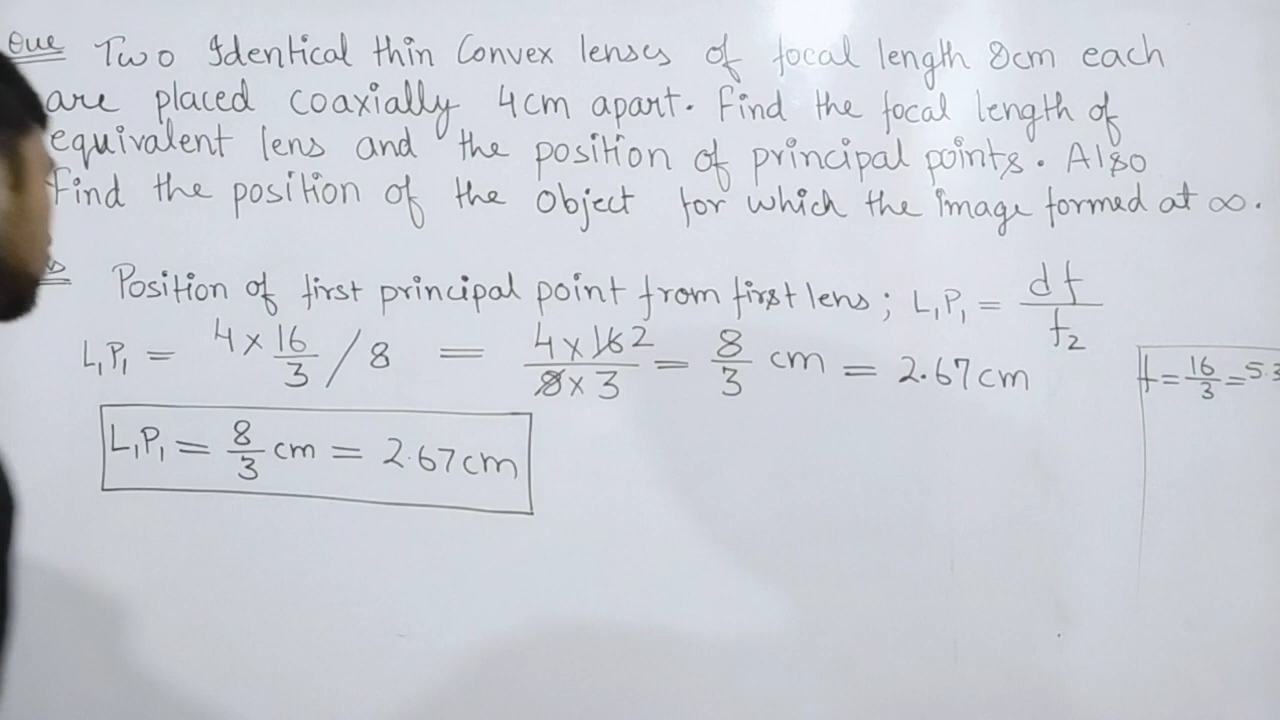 Que Two Identical thin Convex lenses of focal length 8cm each
are placed coaxially 4cm apart. Find the focal length of
equivalent lens and the position of principal points. Also
Find the position of the Object for which the image formed at ∞.
Position of first principal point from first lens; L₁P₁ = df/f₂
L₁P₁ = 4×16/3 / 8 = 4×16 2/8×3 = 8/3 cm = 2.67cm
f = 16/3 = 5.3
L₁P₁ = 8/3 cm = 2.67cm